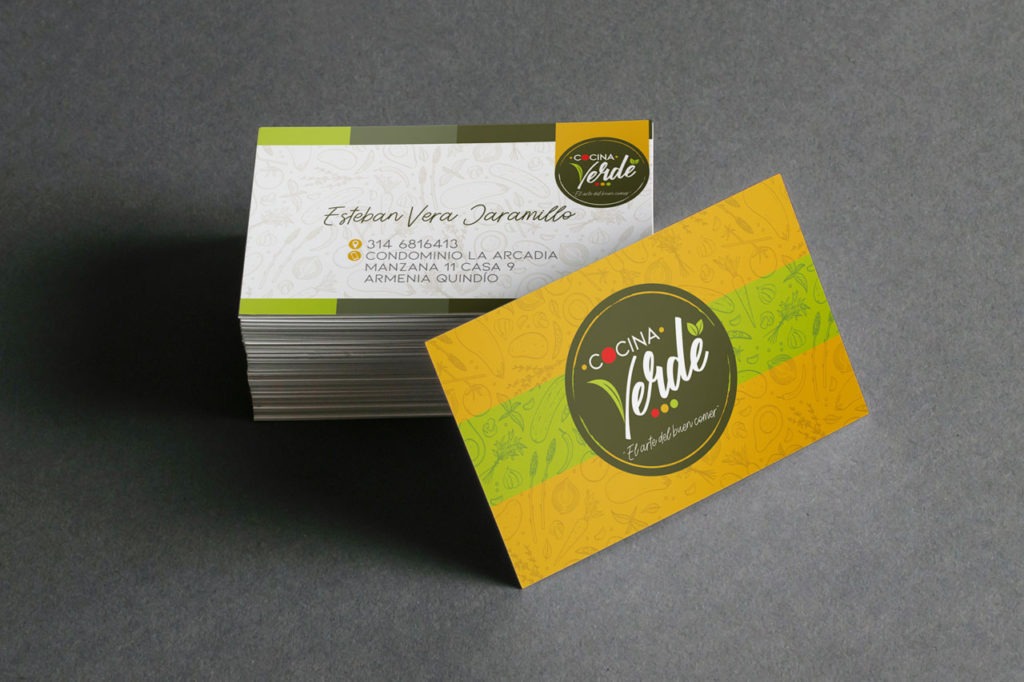 COCINA
Verde
El arte del buen comer
Esteban Vera Jaramillo
314 6816413
CONDOMINIO LA ARCADIA
MANZANA 11 CASA 9
ARMENIA QUINDÍO
COCINA
Verde
"El arte del buen comer"